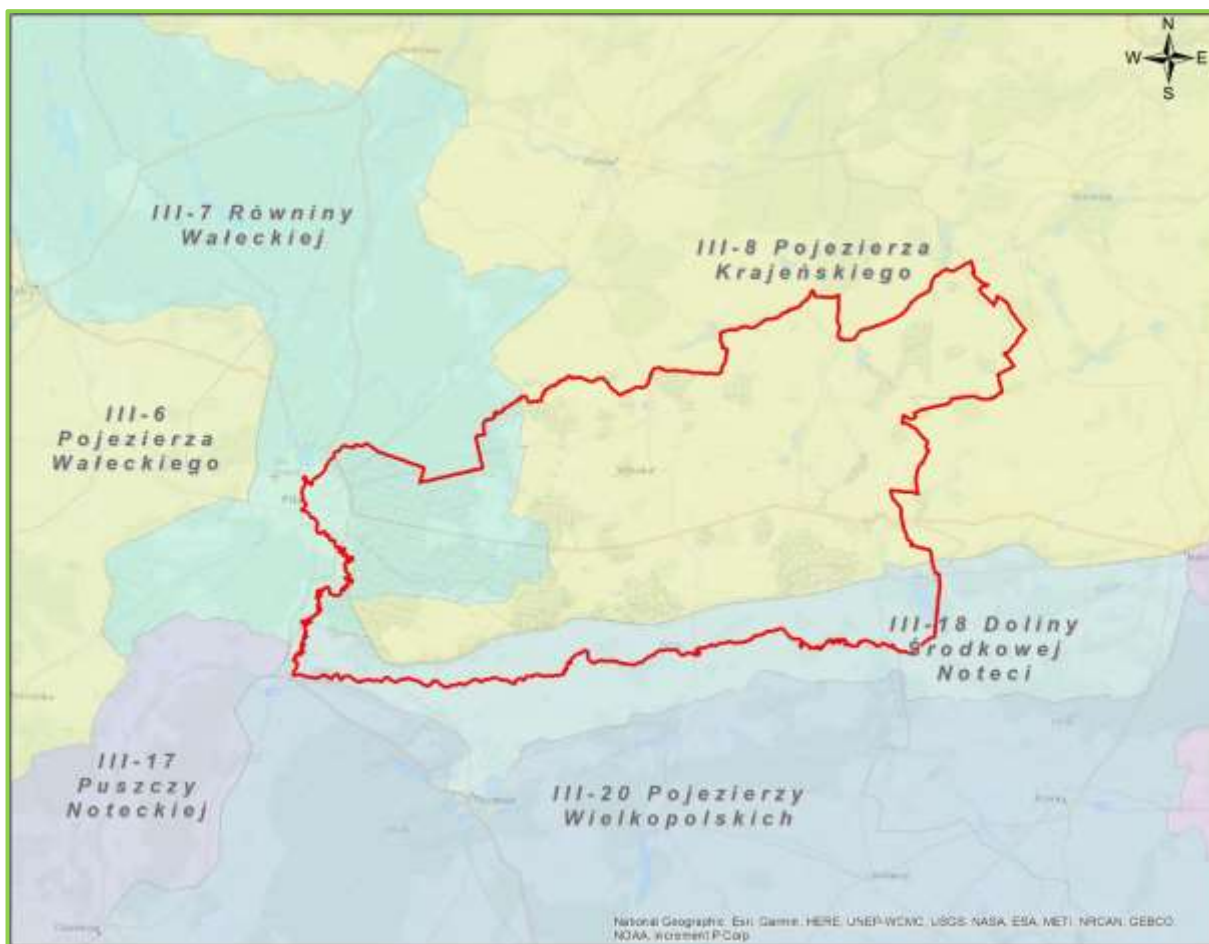 N
W E
S
III-7 Równiny
Wałeckiej
III-8 Pojezierza
Krajeńskiego
III-6
Pojezierza
Wałeckiego
III-18 Doliny
Środkowej
Noteci
III-17
Puszczy
Noteckiej
III-20 Pojezierzy
Wielkopolskich
National Geographic, Esri, Garmin, HERE, UNEP-WCMC, USGS, NASA, ESA, METI, NRCAN, GEBCO,
NOAA, increment P Corp.